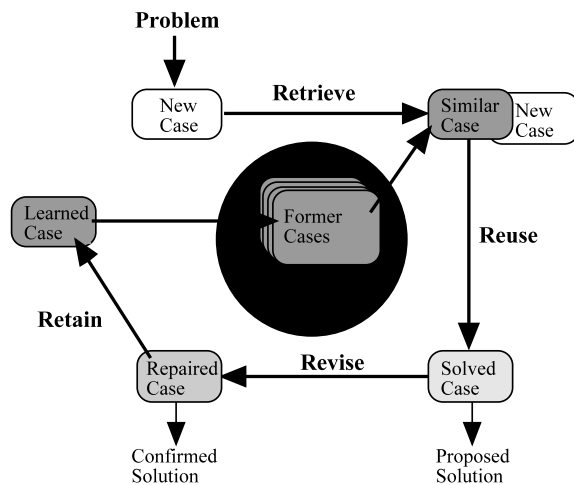 Problem
New
Case
Retrieve
Similar
Case
New
Case
Learned
Case
Former
Cases
Reuse
Retain
Repaired
Case
Revise
Solved
Case
Confirmed
Solution
Proposed
Solution